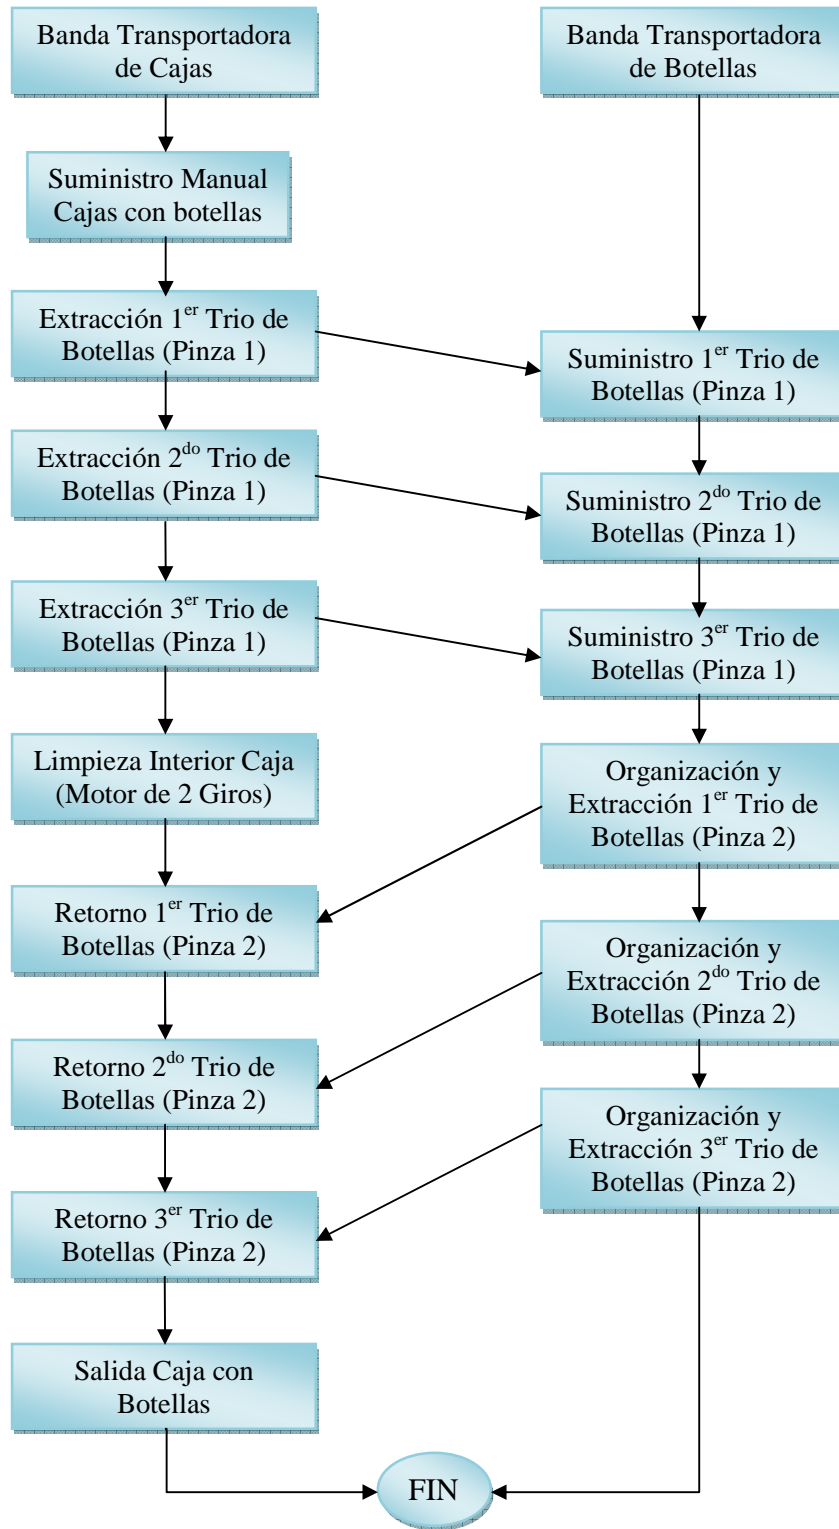 Banda Transportadora
de Cajas
Suministro Manual
Cajas con botellas
Extracción 1er Trio de
Botellas (Pinza 1)
Extracción 2do Trio de
Botellas (Pinza 1)
Extracción 3er Trio de
Botellas (Pinza 1)
Limpieza Interior Caja
(Motor de 2 Giros)
Retorno 1er Trio de
Botellas (Pinza 2)
Retorno 2do Trio de
Botellas (Pinza 2)
Retorno 3er Trio de
Botellas (Pinza 2)
Salida Caja con
Botellas
Banda Transportadora
de Botellas
Suministro 1er Trio de
Botellas (Pinza 1)
Suministro 2do Trio de
Botellas (Pinza 1)
Suministro 3er Trio de
Botellas (Pinza 1)
Organización y
Extracción 1er Trio de
Botellas (Pinza 2)
Organización y
Extracción 2do Trio de
Botellas (Pinza 2)
Organización y
Extracción 3er Trio de
Botellas (Pinza 2)
FIN